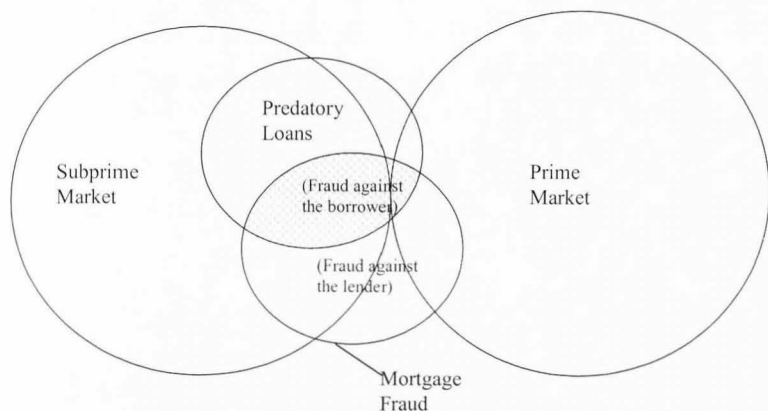 Predatory
Loans
Subprime
Market
(Fraud against
the borrower)
Prime
Market
(Fraud against
the lender)
Mortgage
Fraud